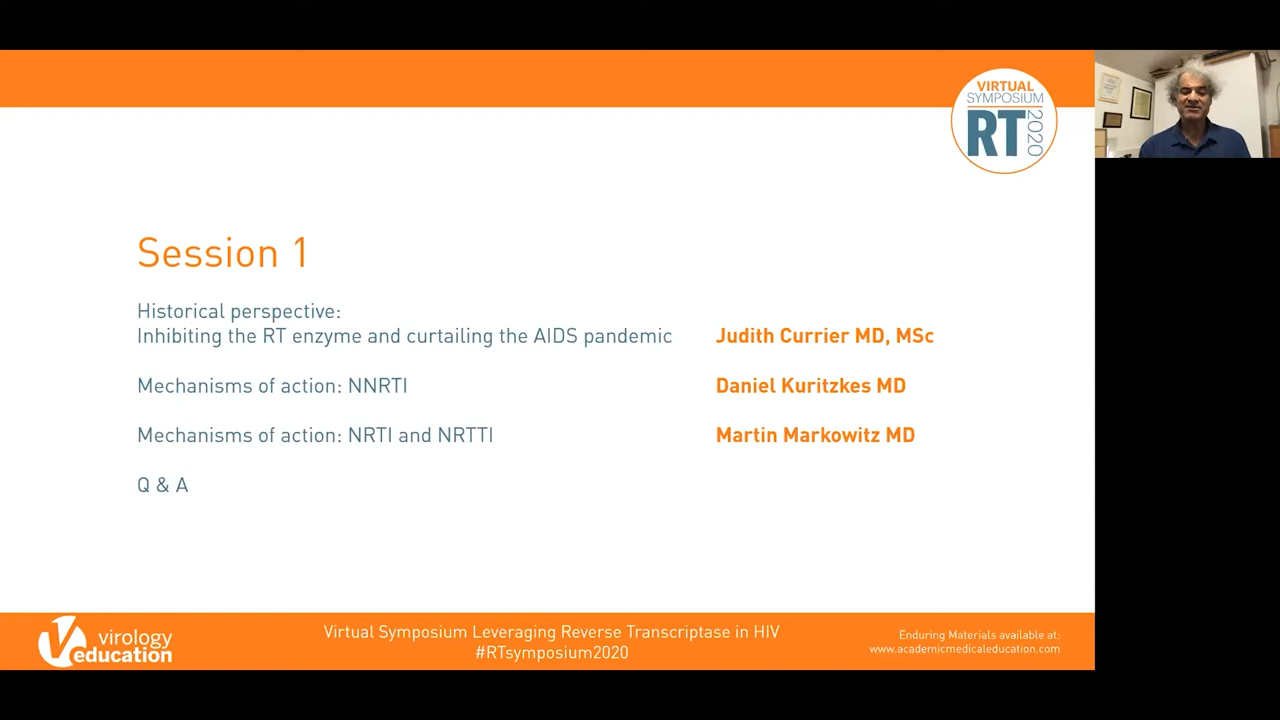 VIRTUAL
SYMPOSIUM
RT 2020
Session 1
Historical perspective:
Inhibiting the RT enzyme and curtailing the AIDS pandemic Judith Currier MD, MSc
Mechanisms of action: NNRTI Daniel Kuritzkes MD
Mechanisms of action: NRTI and NRTTI Martin Markowitz MD
Q & A
virology
education
Virtual Symposium Leveraging Reverse Transcriptase in HIV
#RTsymposium2020
Enduring Materials available at:
www.academicmedicaleducation.com